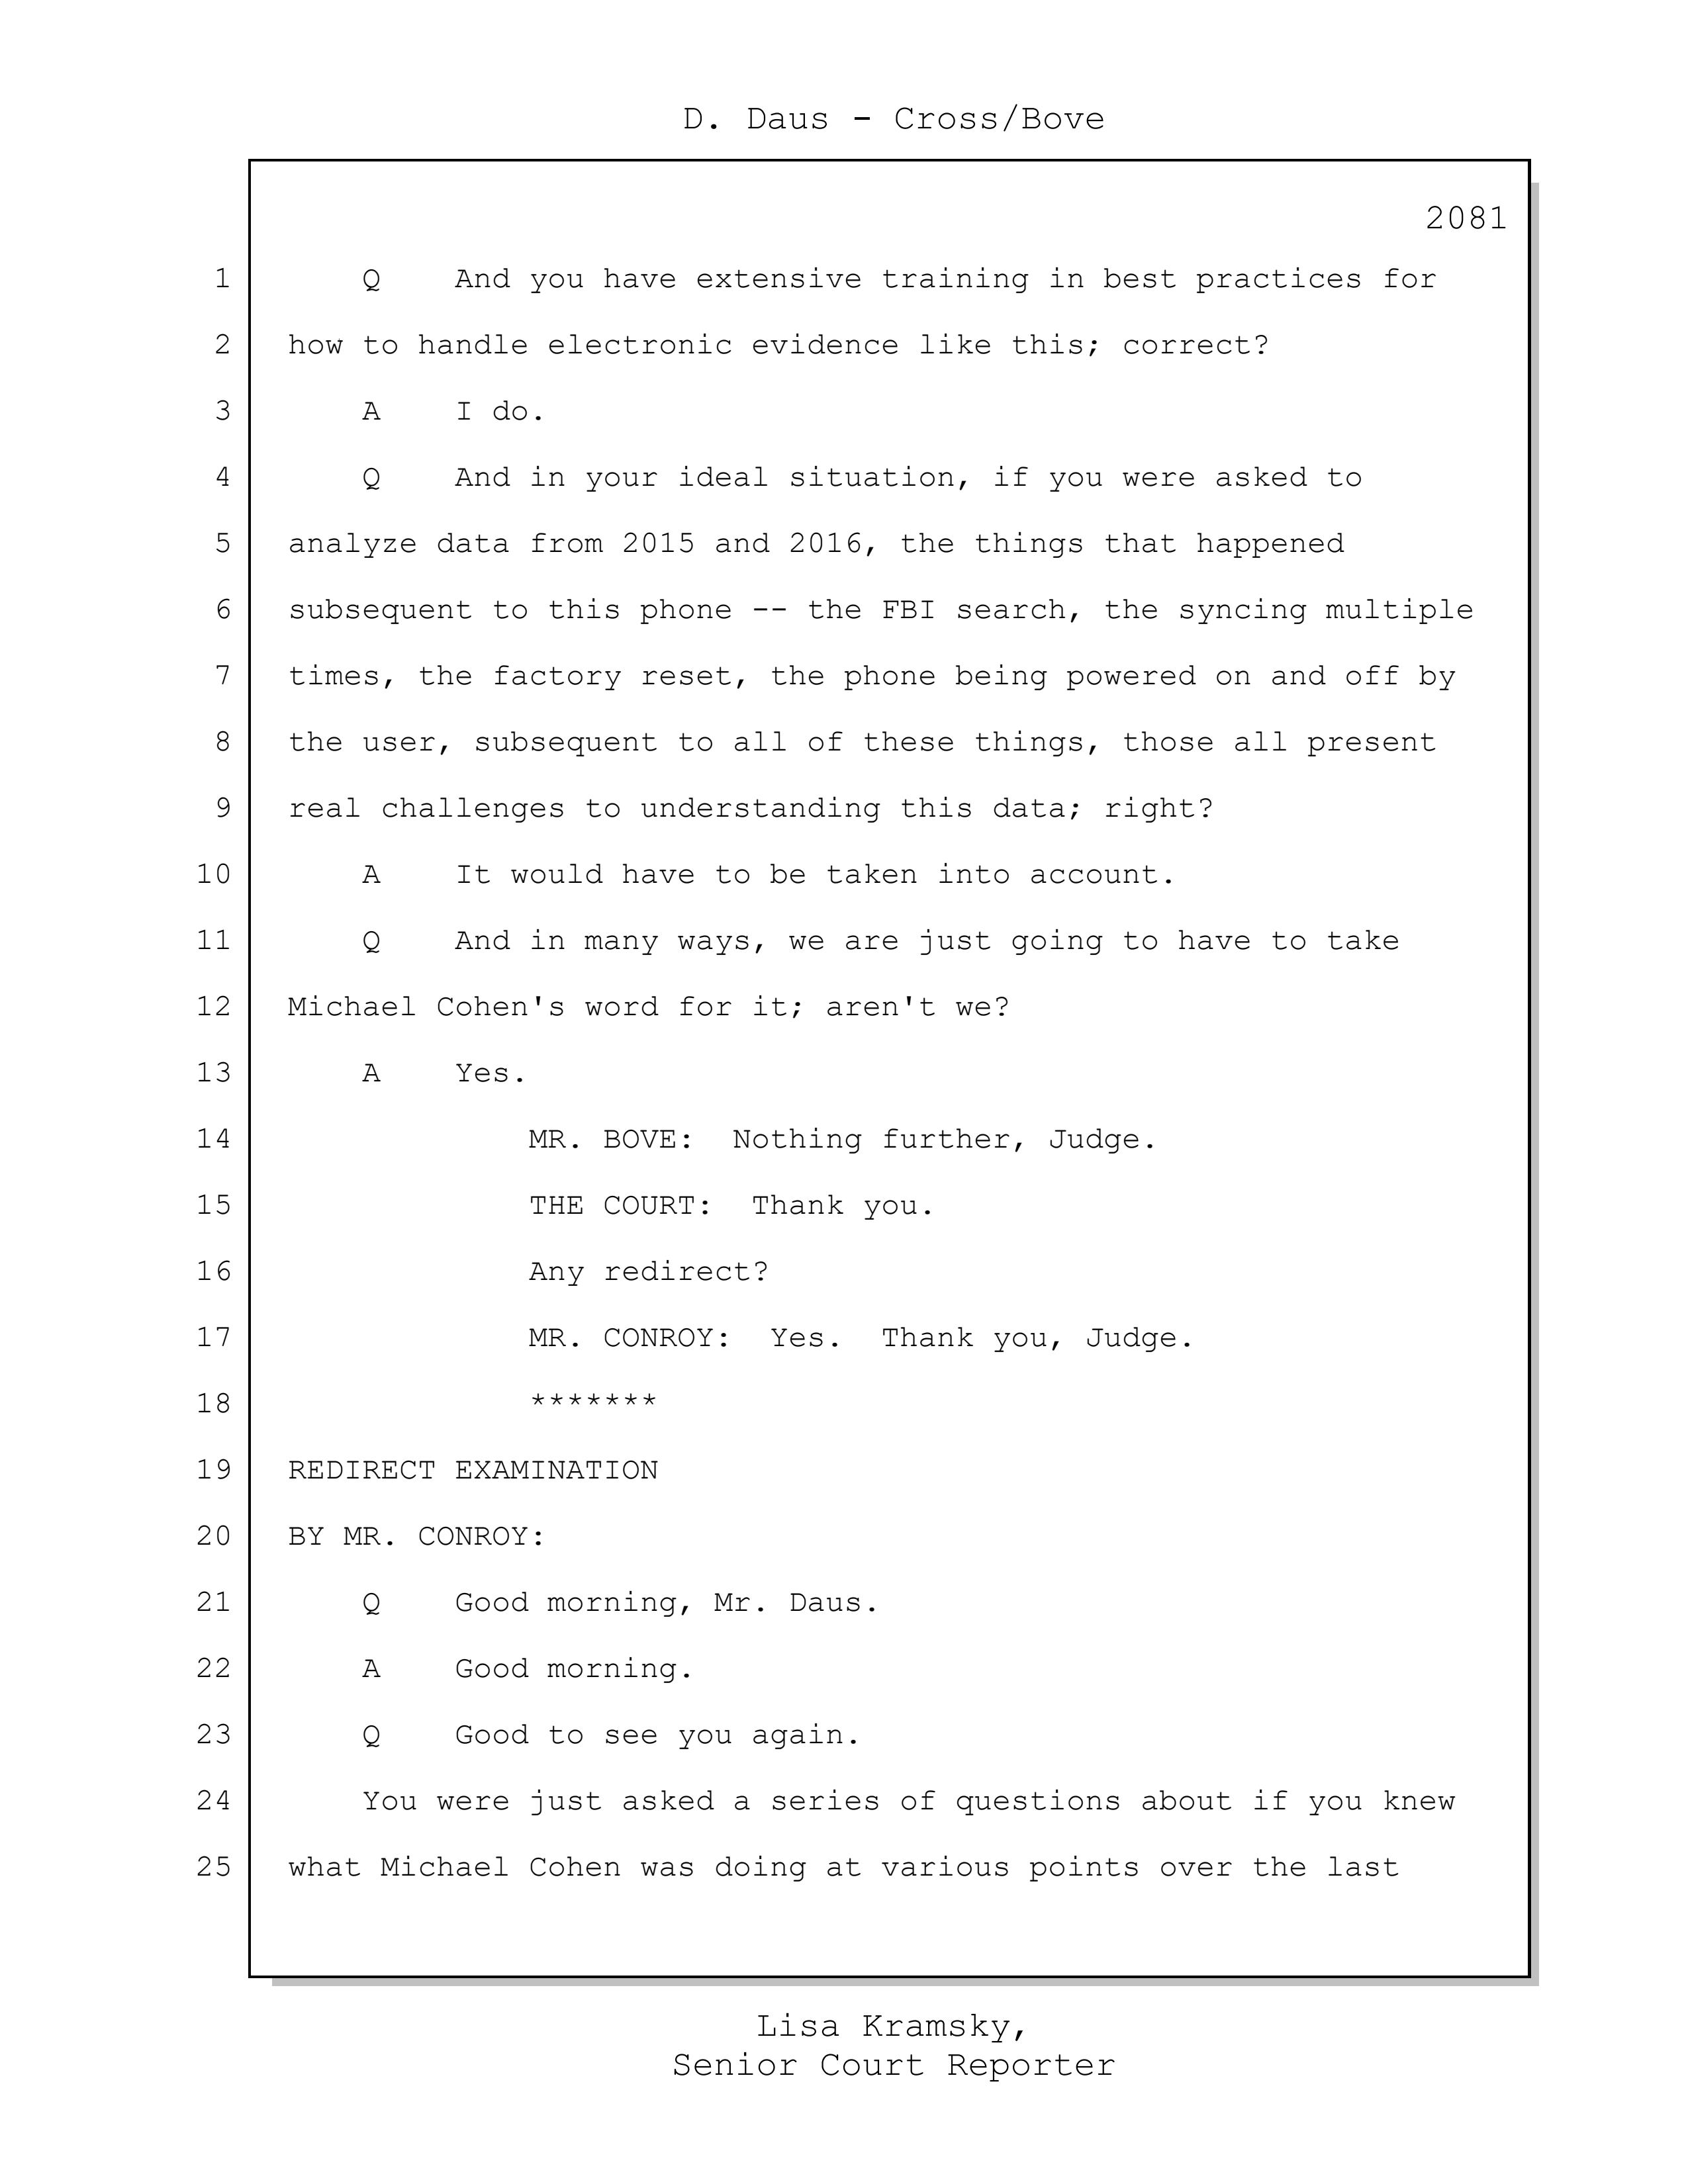 D. Daus - Cross/Bove
2081
1 Q And you have extensive training in best practices for
2 how to handle electronic evidence like this; correct?
3 A I do.
4 Q And in your ideal situation, if you were asked to
5 analyze data from 2015 and 2016, the things that happened
6 subsequent to this phone -- the FBI search, the syncing multiple
7 times, the factory reset, the phone being powered on and off by
8 the user, subsequent to all of these things, those all present
9 real challenges to understanding this data; right?
10 A It would have to be taken into account.
11 Q And in many ways, we are just going to have to take
12 Michael Cohen's word for it; aren't we?
13 A Yes.
14 MR. BOVE: Nothing further, Judge.
15 THE COURT: Thank you.
16 Any redirect?
17 MR. CONROY: Yes. Thank you, Judge.
18 *******
19 REDIRECT EXAMINATION
20 BY MR. CONROY:
21 Q Good morning, Mr. Daus.
22 A Good morning.
23 Q Good to see you again.
24 You were just asked a series of questions about if you knew
25 what Michael Cohen was doing at various points over the last
Lisa Kramsky,
Senior Court Reporter